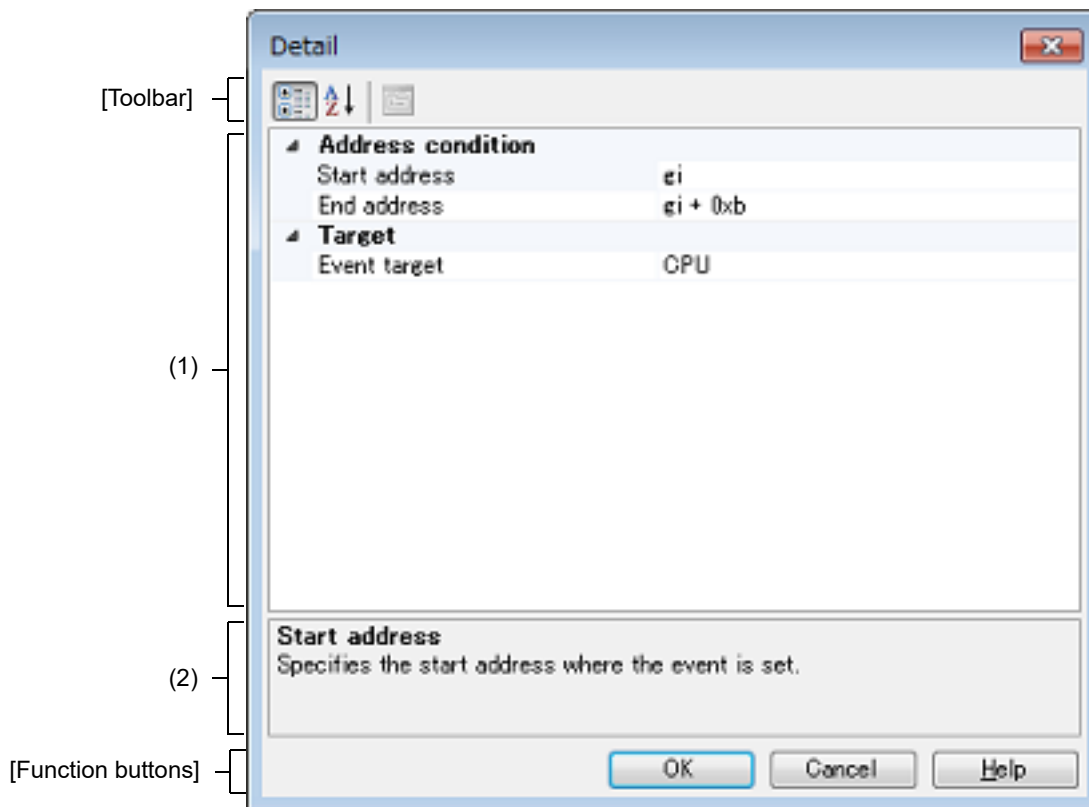 Detail
[Toolbar]
Address condition
Start address gi
End address gi + 0xb
Target
Event target CPU
(1)
Start address
Specifies the start address where the event is set.
(2)
[Function buttons]
OK Cancel Help